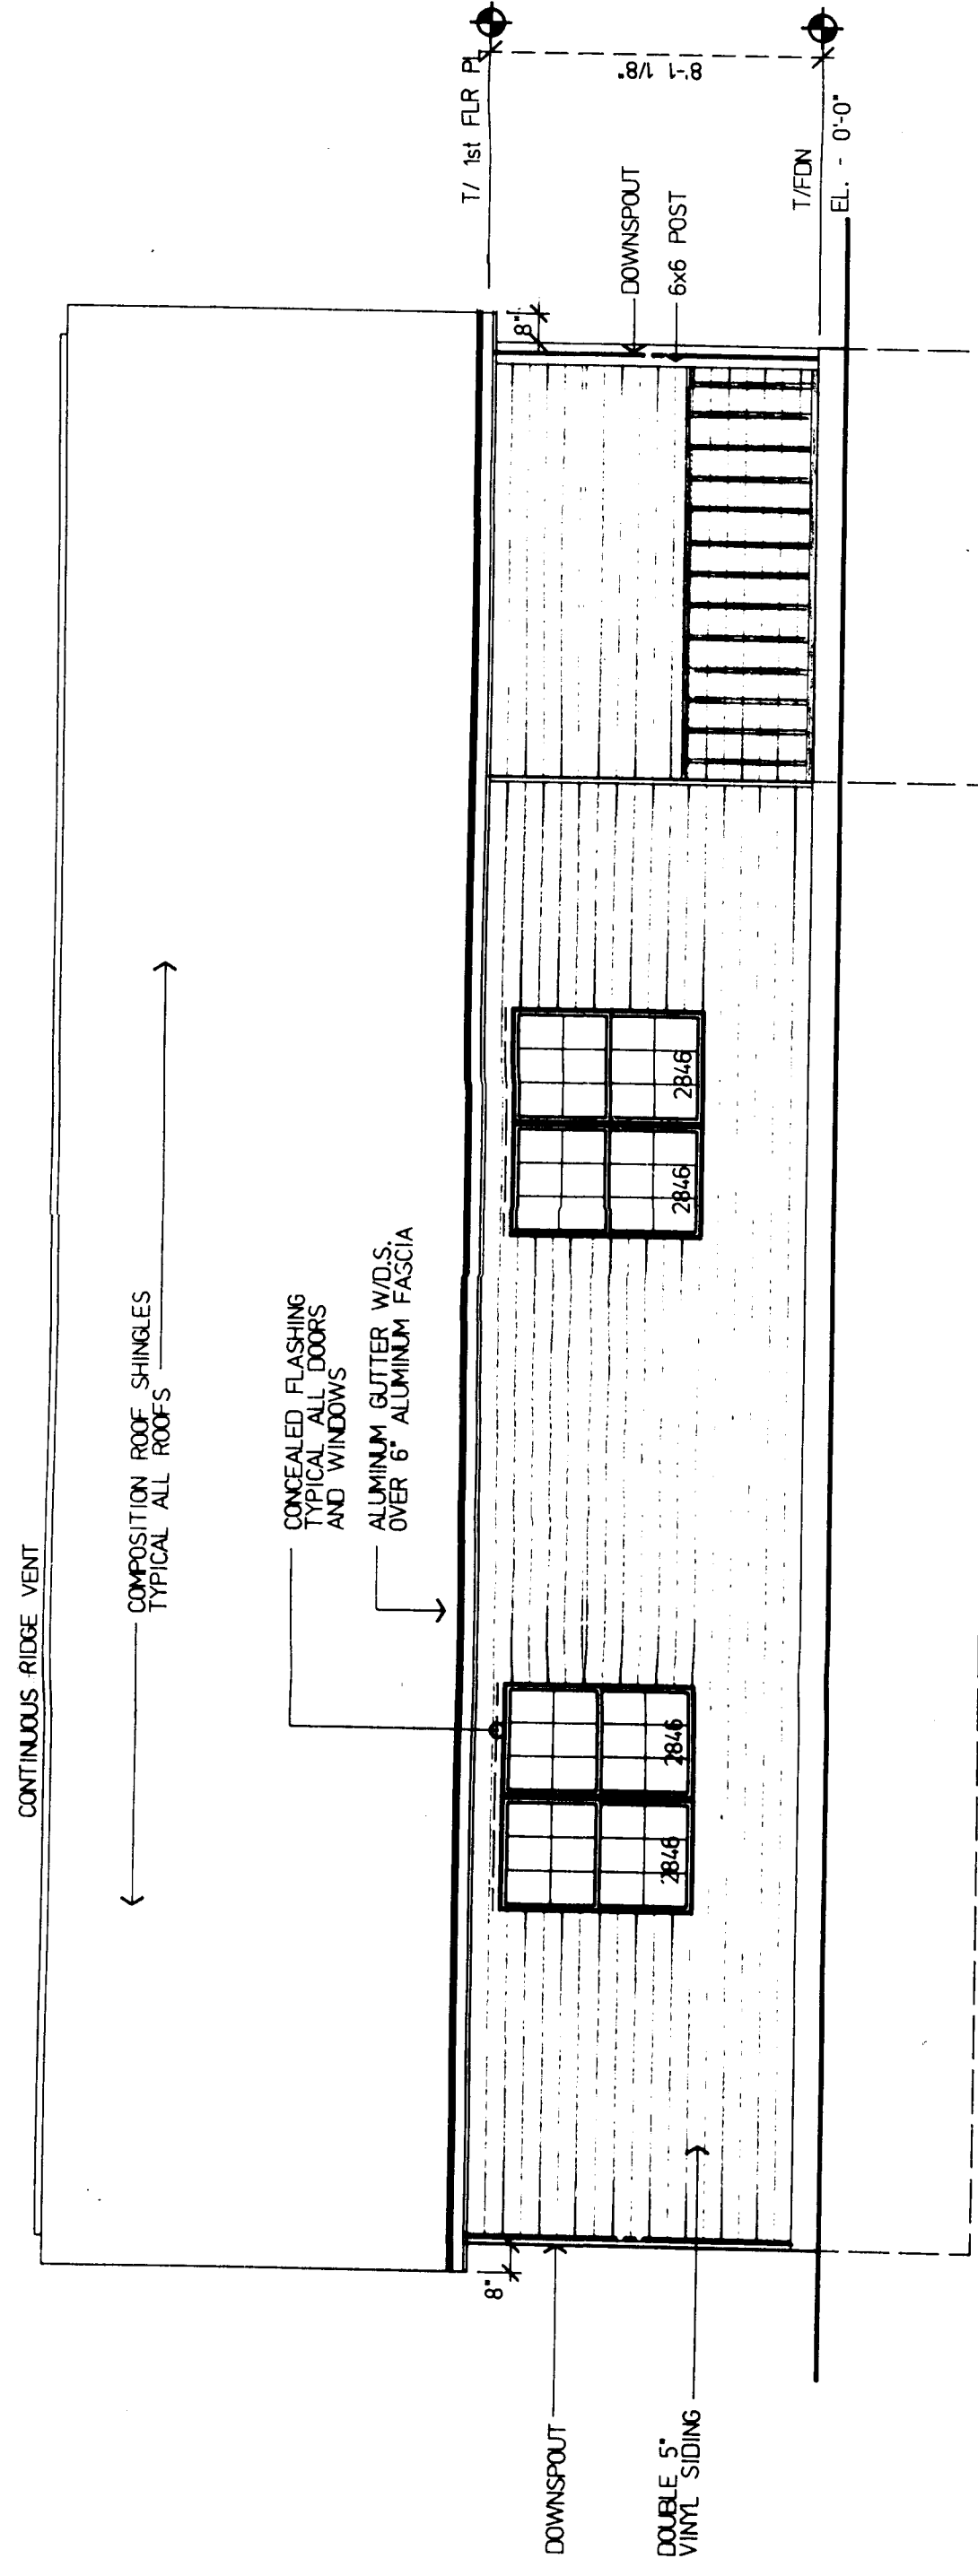 CONTINUOUS RIDGE VENT
COMPOSITION ROOF SHINGLES
TYPICAL ALL ROOFS
CONCEALED FLASHING
TYPICAL ALL DOORS
AND WINDOWS
ALUMINUM GUTTER W/D.S.
OVER 6" ALUMINUM FASCIA
T/ 1st FLR PL
8'-1 1/8"
8"
8"
DOWNSPOUT
DOWNSPOUT
6x6 POST
2846
2846
2846
2846
DOUBLE 5"
VINYL SIDING
T/FDN
EL. - 0'-0"